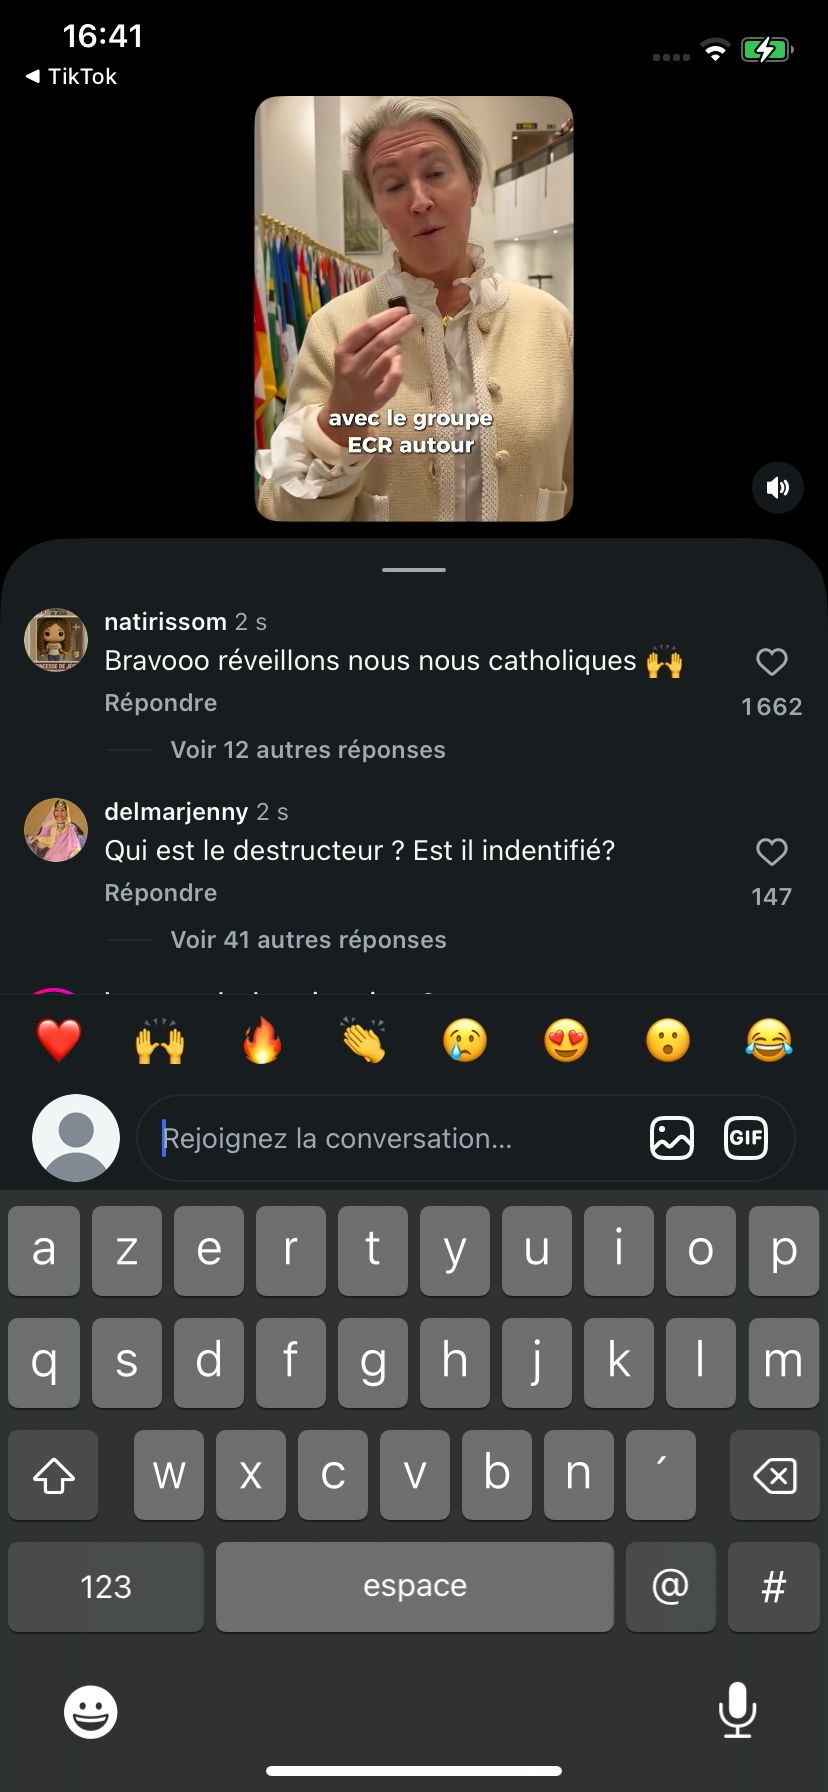 16:41
TikTok
avec le groupe
ECR autour
natirissom 2 s
Bravooo réveillons nous nous catholiques 🙌
Répondre
1 662
Voir 12 autres réponses
delmarjenny 2 s
Qui est le destructeur ? Est il indentifié?
Répondre
147
Voir 41 autres réponses
Rejoignez la conversation...
GIF
a z e r t y u i o p
q s d f g h j k l m
w x c v b n ´
123 espace @ #